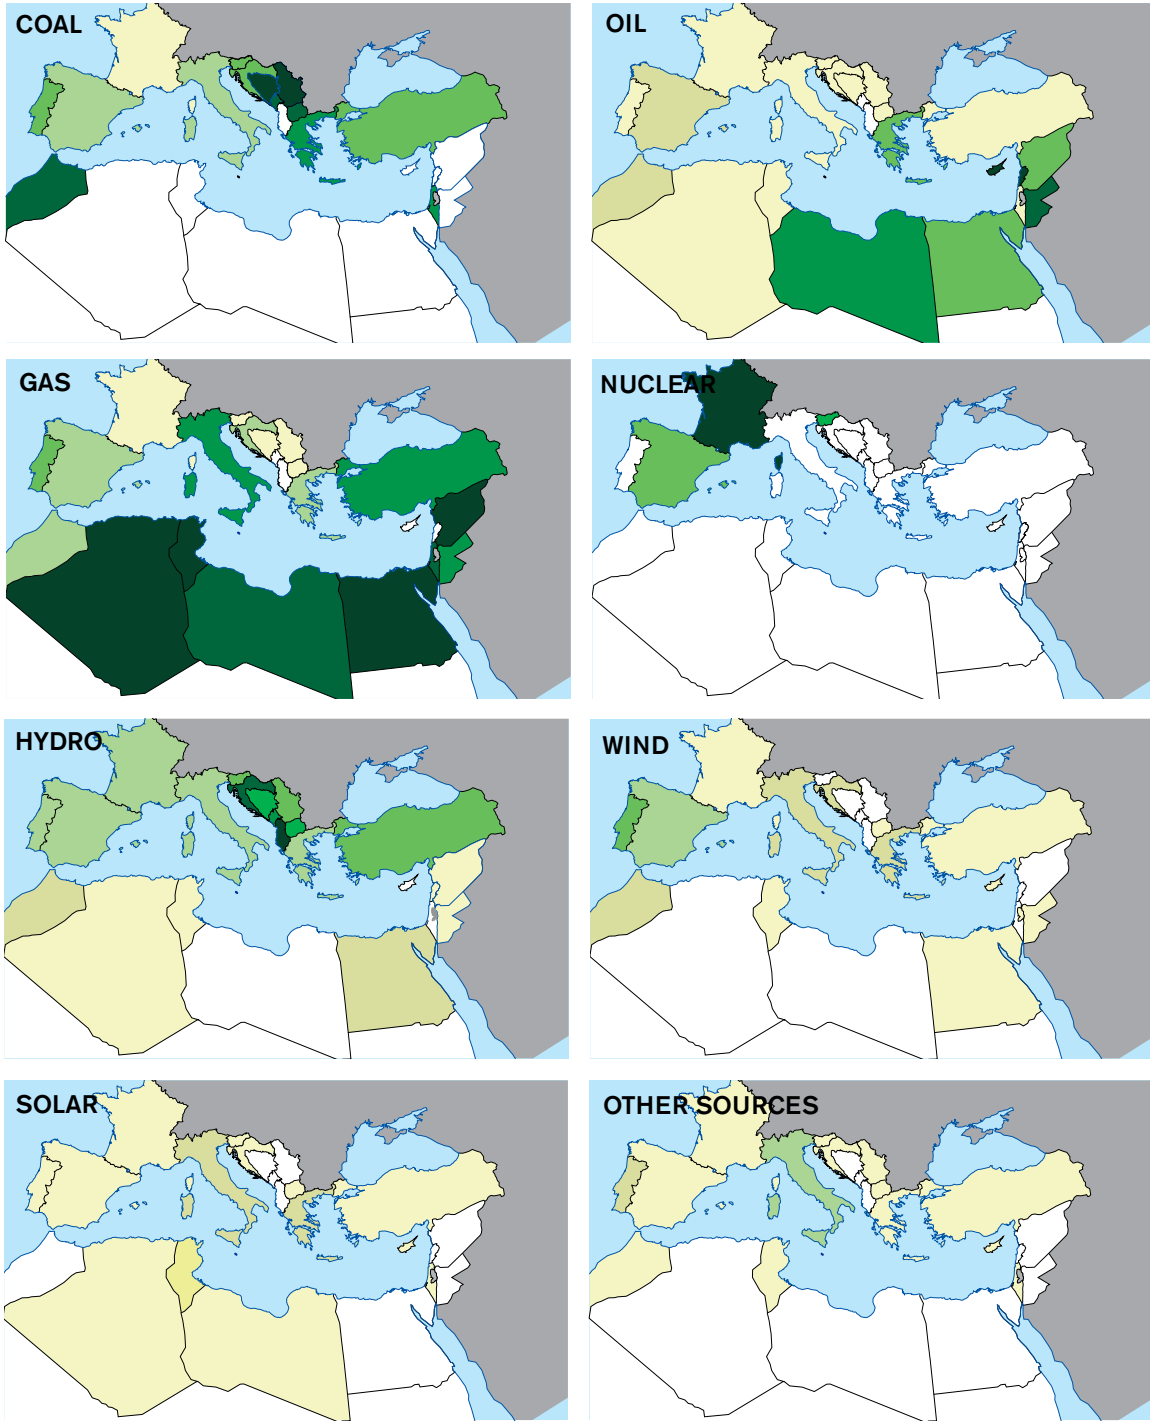 COAL
OIL
GAS
NUCLEAR
HYDRO
WIND
SOLAR
OTHER SOURCES